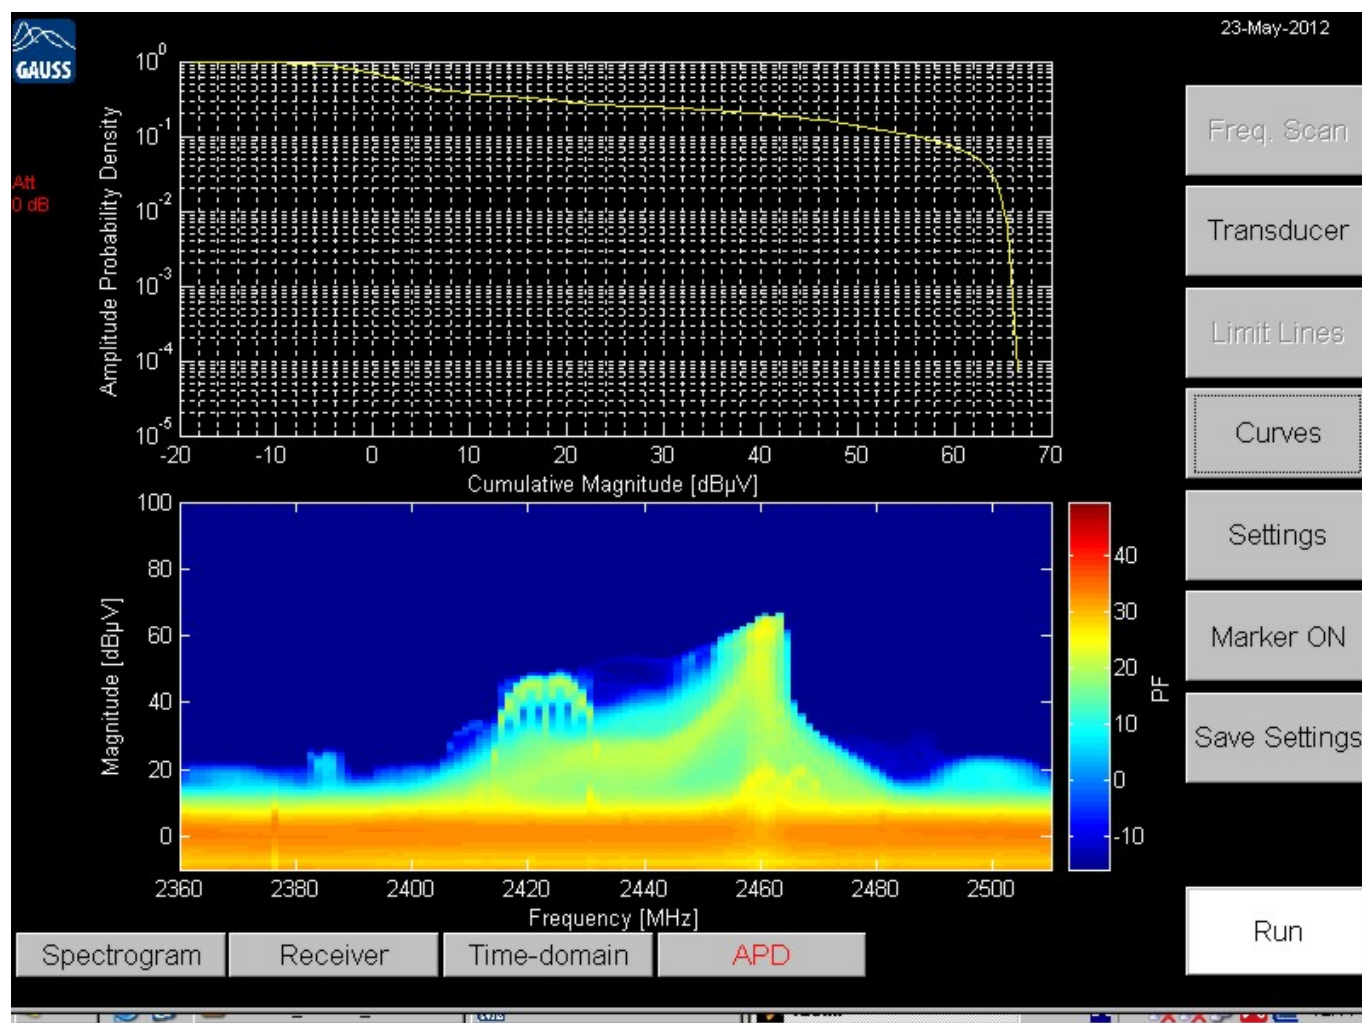 23-May-2012
GAUSS
Att
0 dB
10^0
10^-1
10^-2
10^-3
10^-4
10^-5
Amplitude Probability Density
-20 -10 0 10 20 30 40 50 60 70
Cumulative Magnitude [dBµV]
100
80
60
40
20
0
Magnitude [dBµV]
2360 2380 2400 2420 2440 2460 2480 2500
Frequency [MHz]
40
30
20
10
0
-10
PF
Freq. Scan
Transducer
Limit Lines
Curves
Settings
Marker ON
Save Settings
Run
Spectrogram Receiver Time-domain APD